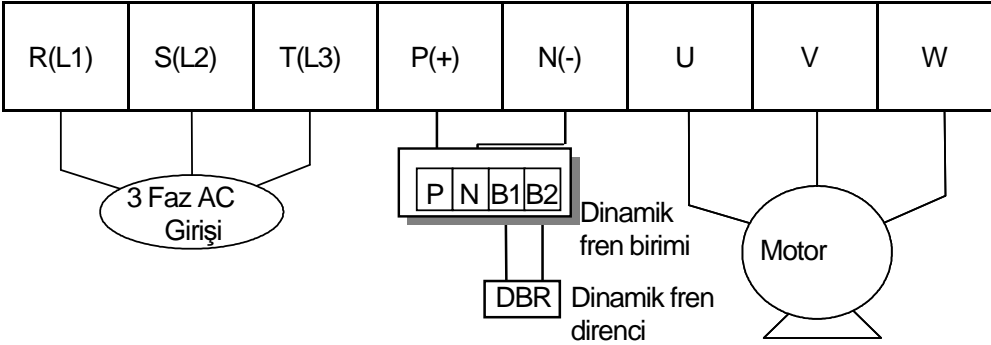 R(L1) S(L2) T(L3) P(+) N(-) U V W
3 Faz AC
Girişi
P N B1 B2
Dinamik
fren birimi
Motor
DBR
Dinamik fren
direnci